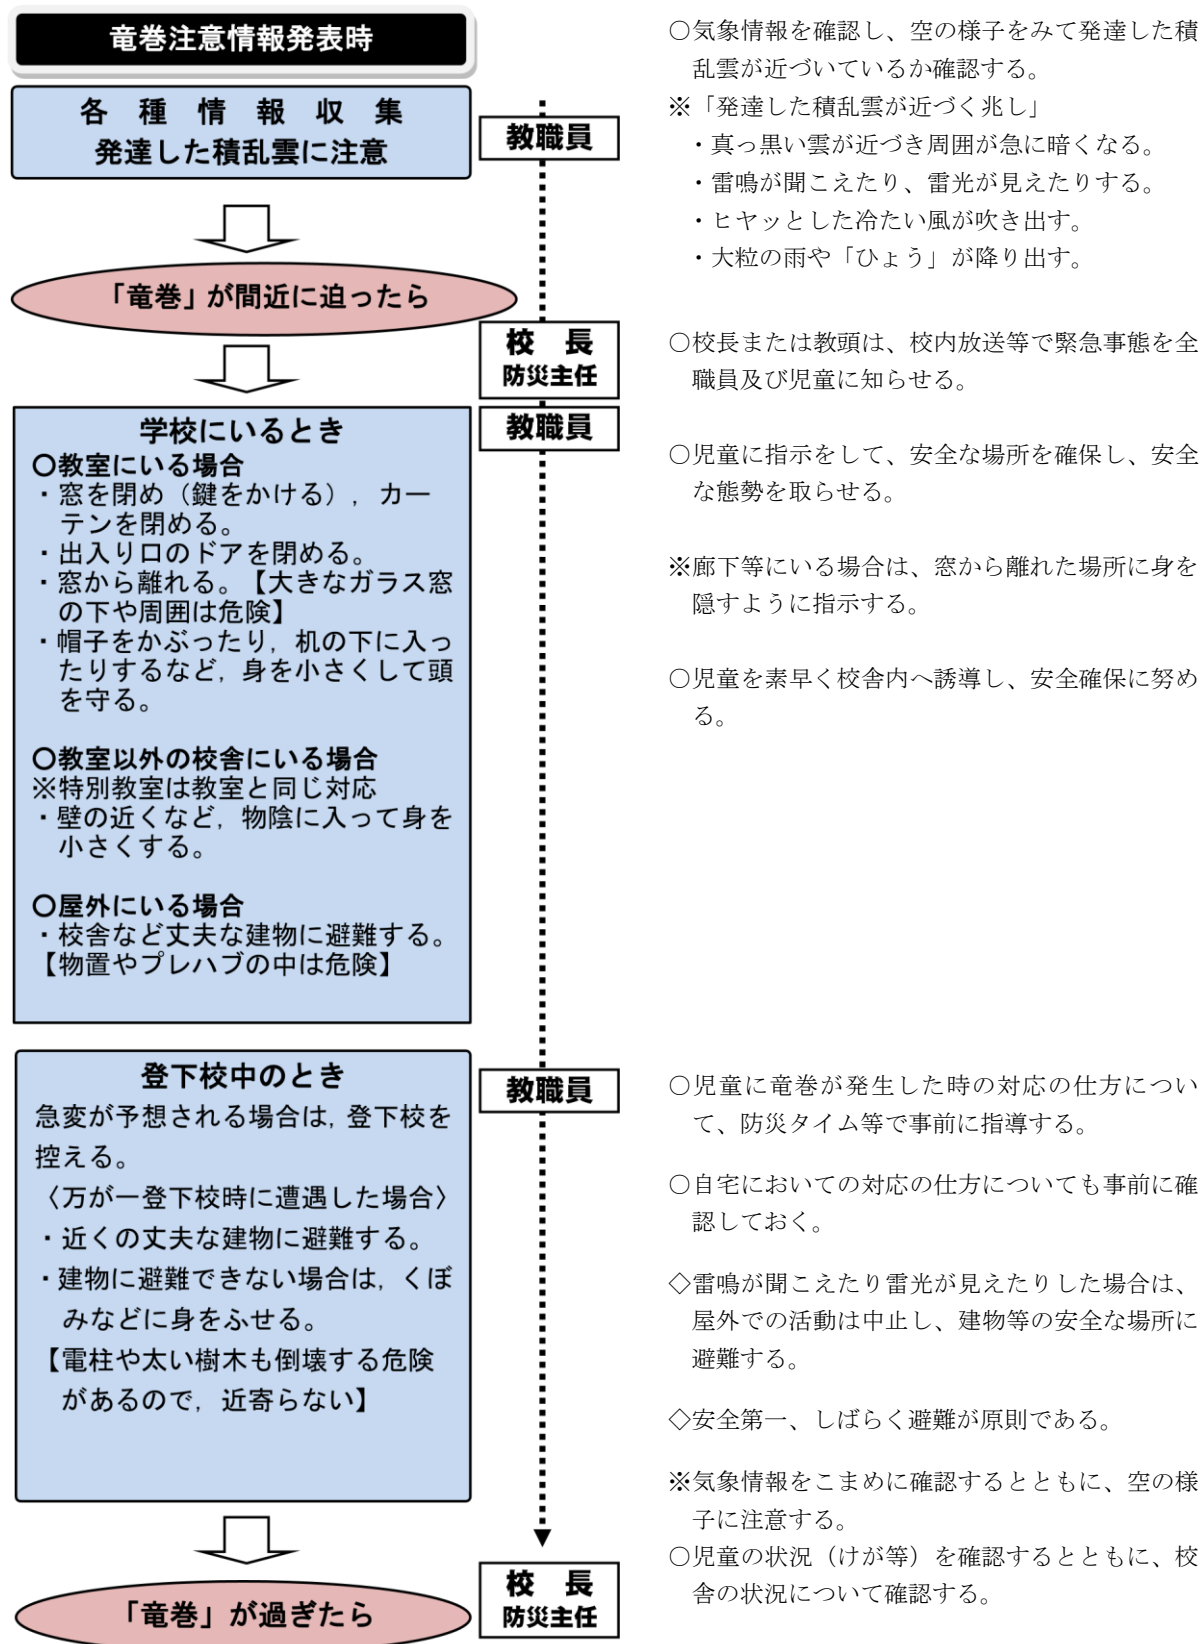 竜巻注意情報発表時
各種情報収集
発達した積乱雲に注意
教職員
○気象情報を確認し、空の様子をみて発達した積
乱雲が近づいているか確認する。
※「発達した積乱雲が近づく兆し」
・真っ黒い雲が近づき周囲が急に暗くなる。
・雷鳴が聞こえたり、雷光が見えたりする。
・ヒヤッとした冷たい風が吹き出す。
・大粒の雨や「ひょう」が降り出す。
「竜巻」が間近に迫ったら
校長
防災主任
○校長または教頭は、校内放送等で緊急事態を全
職員及び児童に知らせる。
学校にいるとき
○教室にいる場合
・窓を閉め（鍵をかける），カー
テンを閉める。
・出入り口のドアを閉める。
・窓から離れる。【大きなガラス窓
の下や周囲は危険】
・帽子をかぶったり，机の下に入っ
たりするなど，身を小さくして頭
を守る。
○教室以外の校舎にいる場合
※特別教室は教室と同じ対応
・壁の近くなど，物陰に入って身を
小さくする。
○屋外にいる場合
・校舎など丈夫な建物に避難する。
【物置やプレハブの中は危険】
教職員
○児童に指示をして、安全な場所を確保し、安全
な態勢を取らせる。
※廊下等にいる場合は、窓から離れた場所に身を
隠すように指示する。
○児童を素早く校舎内へ誘導し、安全確保に努め
る。
登下校中のとき
急変が予想される場合は，登下校を
控える。
〈万が一登下校時に遭遇した場合〉
・近くの丈夫な建物に避難する。
・建物に避難できない場合は，くぼ
みなどに身をふせる。
【電柱や太い樹木も倒壊する危険
があるので，近寄らない】
教職員
○児童に竜巻が発生した時の対応の仕方につい
て、防災タイム等で事前に指導する。
○自宅においての対応の仕方についても事前に確
認しておく。
◇雷鳴が聞こえたり雷光が見えたりした場合は、
屋外での活動は中止し、建物等の安全な場所に
避難する。
◇安全第一、しばらく避難が原則である。
※気象情報をこまめに確認するとともに、空の様
子に注意する。
「竜巻」が過ぎたら
校長
防災主任
○児童の状況（けが等）を確認するとともに、校
舎の状況について確認する。